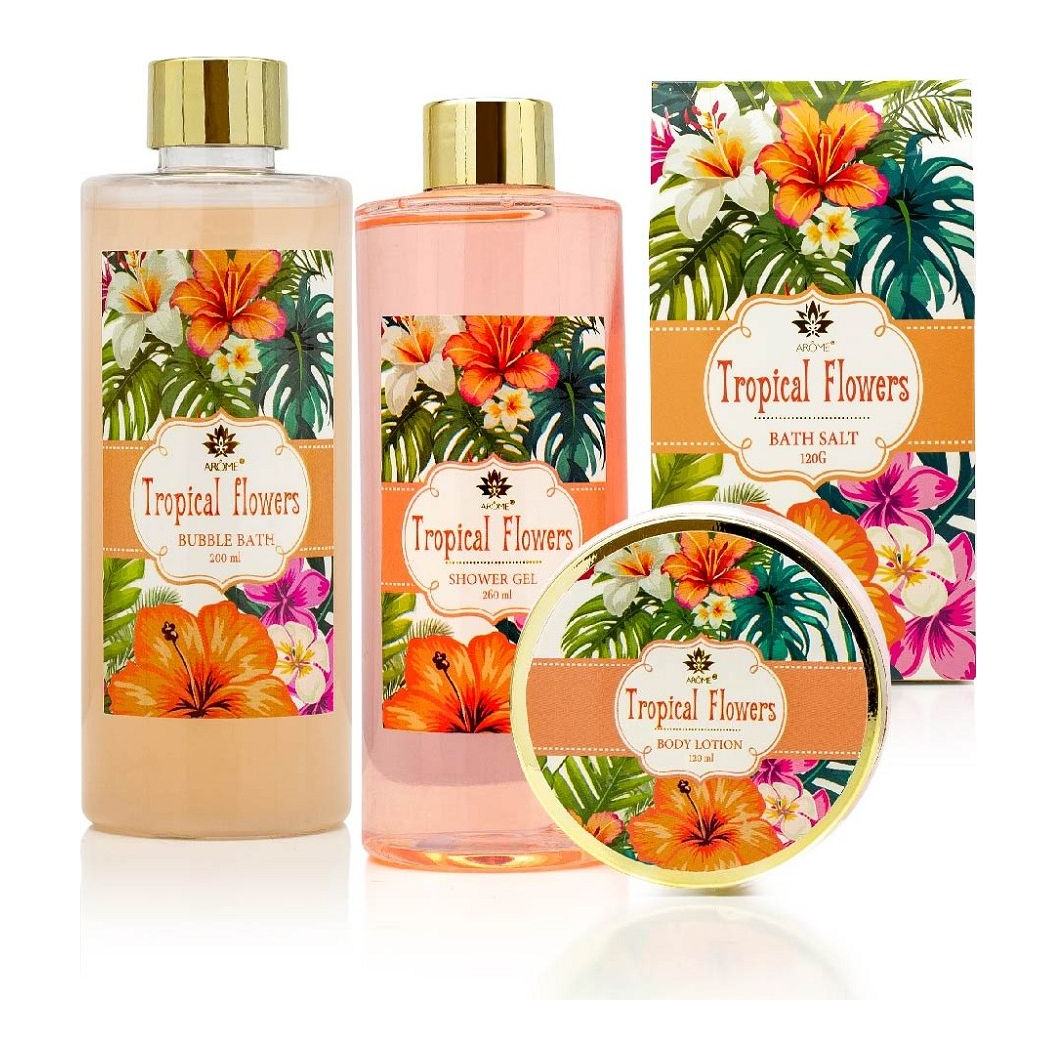 ARÔME®
Tropical flowers
BUBBLE BATH
200 ml
ARÔME®
Tropical Flowers
SHOWER GEL
260 ml
ARÔME®
Tropical Flowers
BATH SALT
120G
ARÔME®
Tropical Flowers
BODY LOTION
120 ml